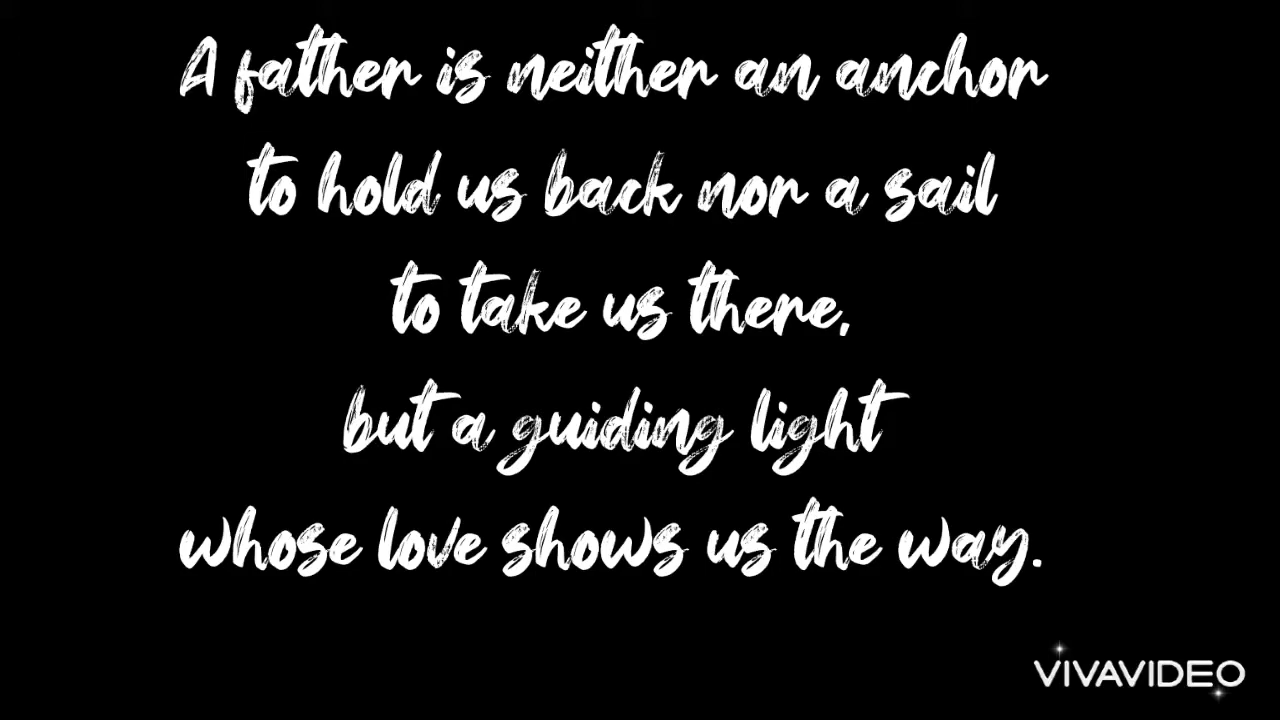 A father is neither an anchor
to hold us back nor a sail
to take us there,
but a guiding light
whose love shows us the way.
VIVAVIDEO